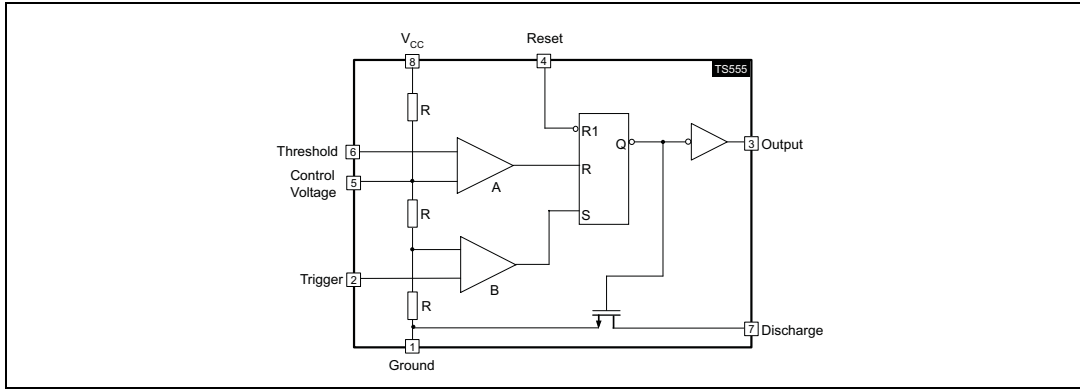 VCC
Reset
8
4
TS555
R
R1
Threshold
6
Q
3
Output
Control
Voltage
5
A
R
R
S
Trigger
2
B
R
7
Discharge
1
Ground